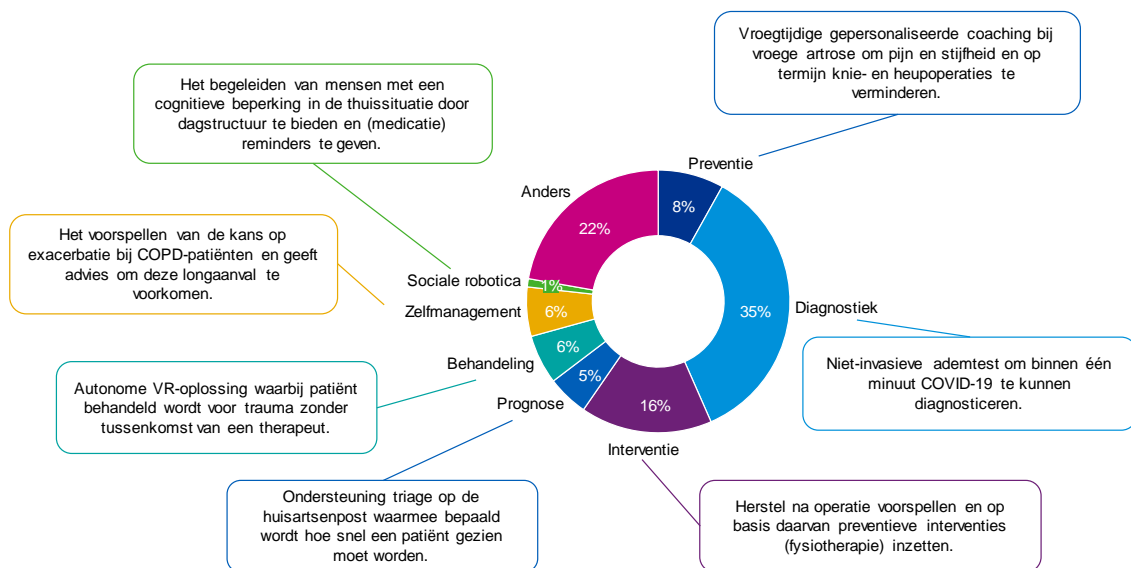 Vroegtijdige gepersonaliseerde coaching bij
vroege artrose om pijn en stijfheid en op
termijn knie- en heupoperaties te
verminderen.
Het begeleiden van mensen met een
cognitieve beperking in de thuissituatie door
dagstructuur te bieden en (medicatie)
reminders te geven.
Preventie
Anders
8%
22%
Het voorspellen van de kans op
exacerbatie bij COPD-patiënten en geeft
advies om deze longaanval te
voorkomen.
Sociale robotica
1%
Zelfmanagement
6%
35%
Diagnostiek
Behandeling
6%
Niet-invasieve ademtest om binnen één
minuut COVID-19 te kunnen
diagnosticeren.
Autonome VR-oplossing waarbij patiënt
behandeld wordt voor trauma zonder
tussenkomst van een therapeut.
5%
Prognose
16%
Interventie
Ondersteuning triage op de
huisartsenpost waarmee bepaald
wordt hoe snel een patiënt gezien
moet worden.
Herstel na operatie voorspellen en op
basis daarvan preventieve interventies
(fysiotherapie) inzetten.